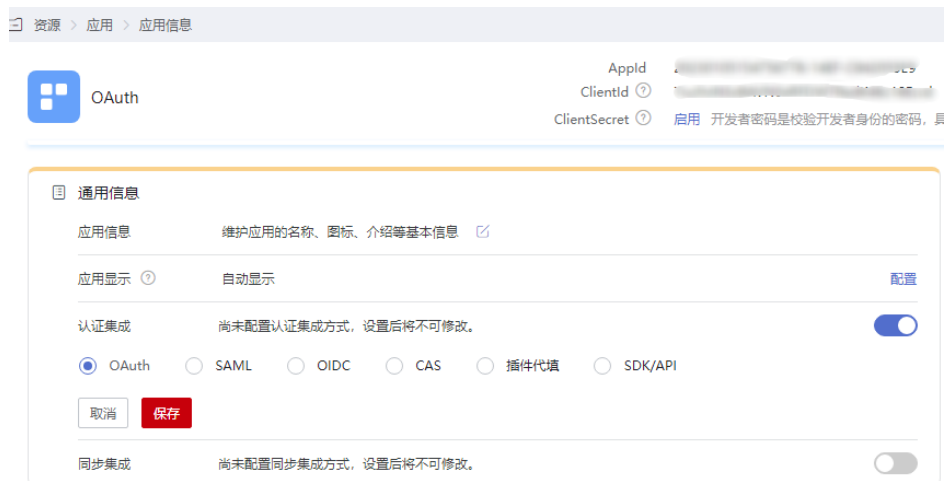 资源 > 应用 > 应用信息
OAuth
AppId
ClientId
ClientSecret 启用 开发者密码是校验开发者身份的密码，
通用信息
应用信息 维护应用的名称、图标、介绍等基本信息
应用显示 自动显示 配置
认证集成 尚未配置认证集成方式，设置后将不可修改。
OAuth SAML OIDC CAS 插件代填 SDK/API
取消 保存
同步集成 尚未配置同步集成方式，设置后将不可修改。